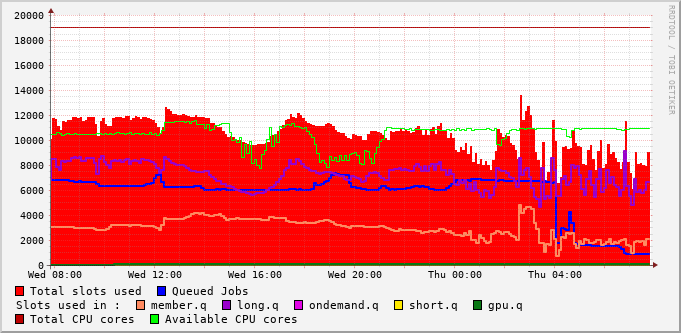 20000
18000
16000
14000
12000
10000
8000
6000
4000
2000
0
Wed 08:00 Wed 12:00 Wed 16:00 Wed 20:00 Thu 00:00 Thu 04:00
Total slots used Queued Jobs
Slots used in : member.q long.q ondemand.q short.q gpu.q
Total CPU cores Available CPU cores
RRDTOOL / TOBI OETIKER